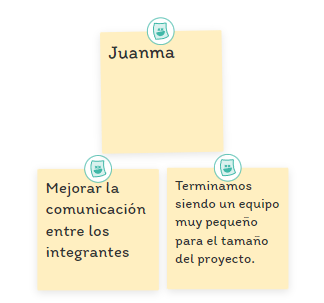 Juanma
Mejorar la
comunicación
entre los
integrantes
Terminamos
siendo un equipo
muy pequeño
para el tamaño
del proyecto.